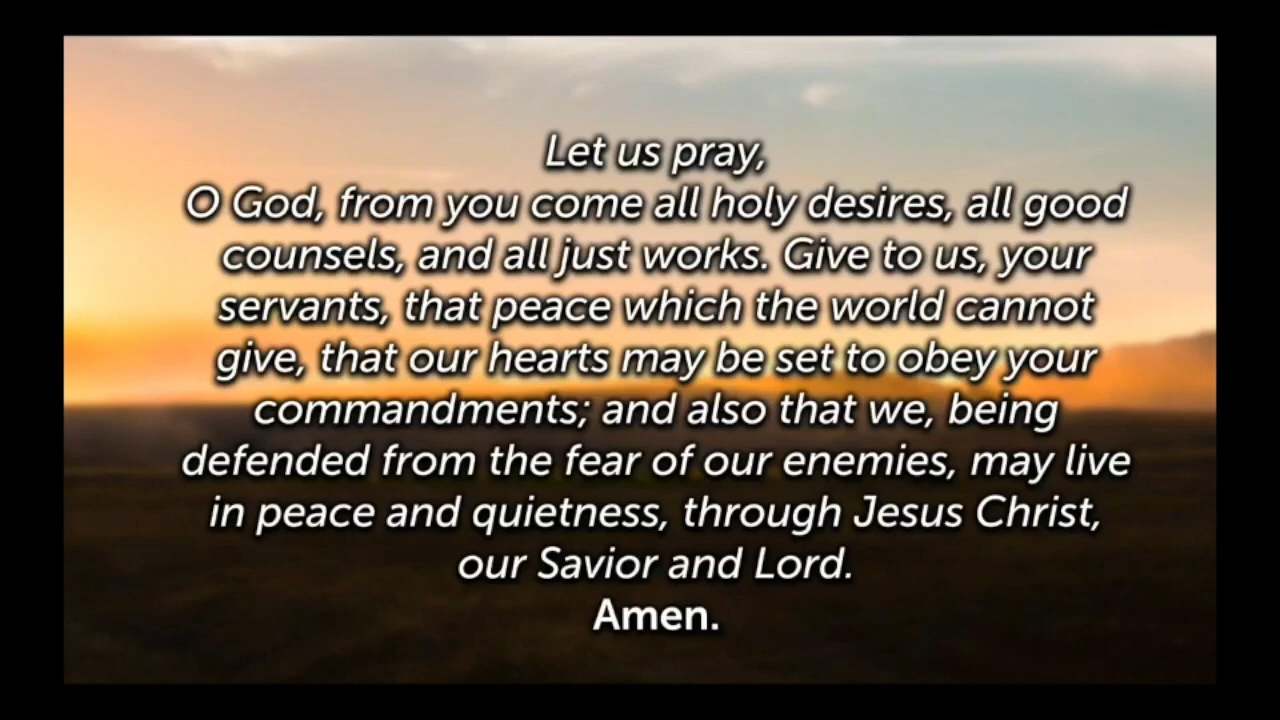 Let us pray,
O God, from you come all holy desires, all good
counsels, and all just works. Give to us, your
servants, that peace which the world cannot
give, that our hearts may be set to obey your
commandments; and also that we, being
defended from the fear of our enemies, may live
in peace and quietness, through Jesus Christ,
our Savior and Lord.
Amen.